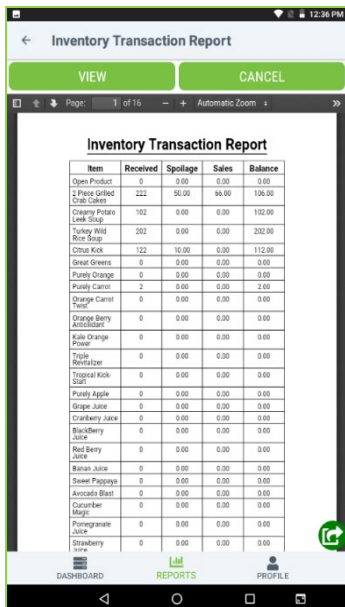 12:36 PM
Inventory Transaction Report
VIEW CANCEL
Page: 1 of 16 − + Automatic Zoom
Inventory Transaction Report
Item Received Spoilage Sales Balance
Open Product 0 0.00 0.00 0.00
2 Piece Grilled 222 50.00 66.00 106.00
Crab Cakes
Creamy Potato 102 0.00 0.00 102.00
Leek Soup
Turkey Wild 202 0.00 0.00 202.00
Rice Soup
Citrus Kick 122 10.00 0.00 112.00
Great Greens 0 0.00 0.00 0.00
Purely Orange 0 0.00 0.00 0.00
Purely Carrot 2 0.00 0.00 2.00
Orange Carrot 0 0.00 0.00 0.00
Twist
Orange Berry 0 0.00 0.00 0.00
Antioxidant
Kale Orange 0 0.00 0.00 0.00
Power
Triple 0 0.00 0.00 0.00
Revitalizer
Tropical Kick- 0 0.00 0.00 0.00
Start
Purely Apple 0 0.00 0.00 0.00
Grape Juice 0 0.00 0.00 0.00
Cranberry Juice 0 0.00 0.00 0.00
BlackBerry 0 0.00 0.00 0.00
Juice
Red Berry 0 0.00 0.00 0.00
Juice
Banan Juice 0 0.00 0.00 0.00
Sweet Pappaya 0 0.00 0.00 0.00
Avocado Blast 0 0.00 0.00 0.00
Cucumber 0 0.00 0.00 0.00
Magic
Pomegranate 0 0.00 0.00 0.00
Juice
Strawberry 0 0.00 0.00 0.00
Juice
DASHBOARD REPORTS PROFILE